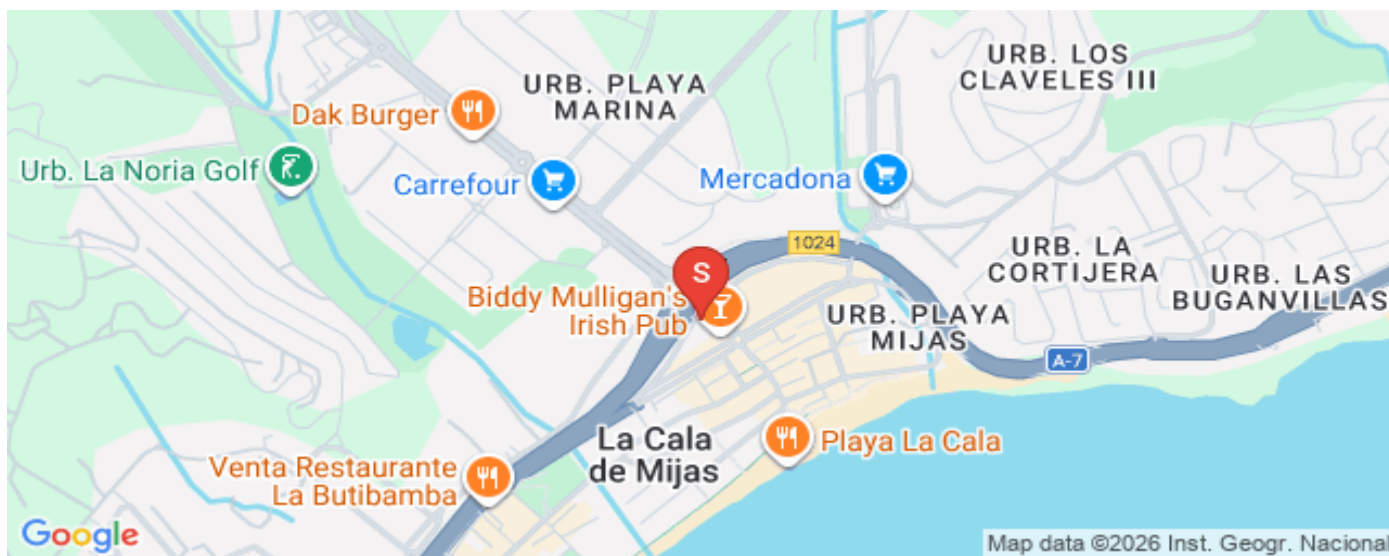 URB. LOS
CLAVELES III
URB. PLAYA
MARINA
Dak Burger
Urb. La Noria Golf
Carrefour
Mercadona
1024
S
URB. LA
CORTIJERA
URB. LAS
BUGANVILLAS
Biddy Mulligan's
Irish Pub
URB. PLAYA
MIJAS
A-7
La Cala
de Mijas
Playa La Cala
Venta Restaurante
La Butibamba
Google
Map data ©2026 Inst. Geogr. Nacional